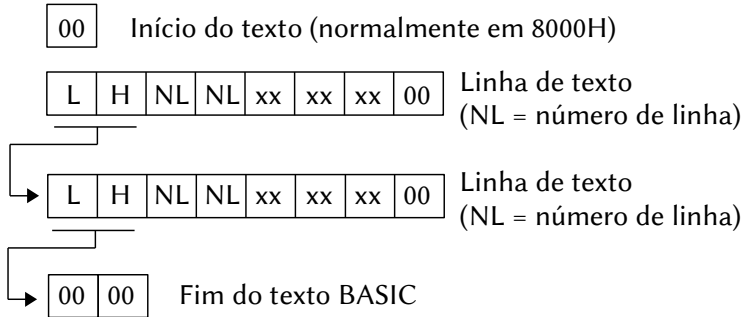 00 Início do texto (normalmente em 8000H)
L H NL NL xx xx xx 00 Linha de texto
(NL = número de linha)
L H NL NL xx xx xx 00 Linha de texto
(NL = número de linha)
00 00 Fim do texto BASIC